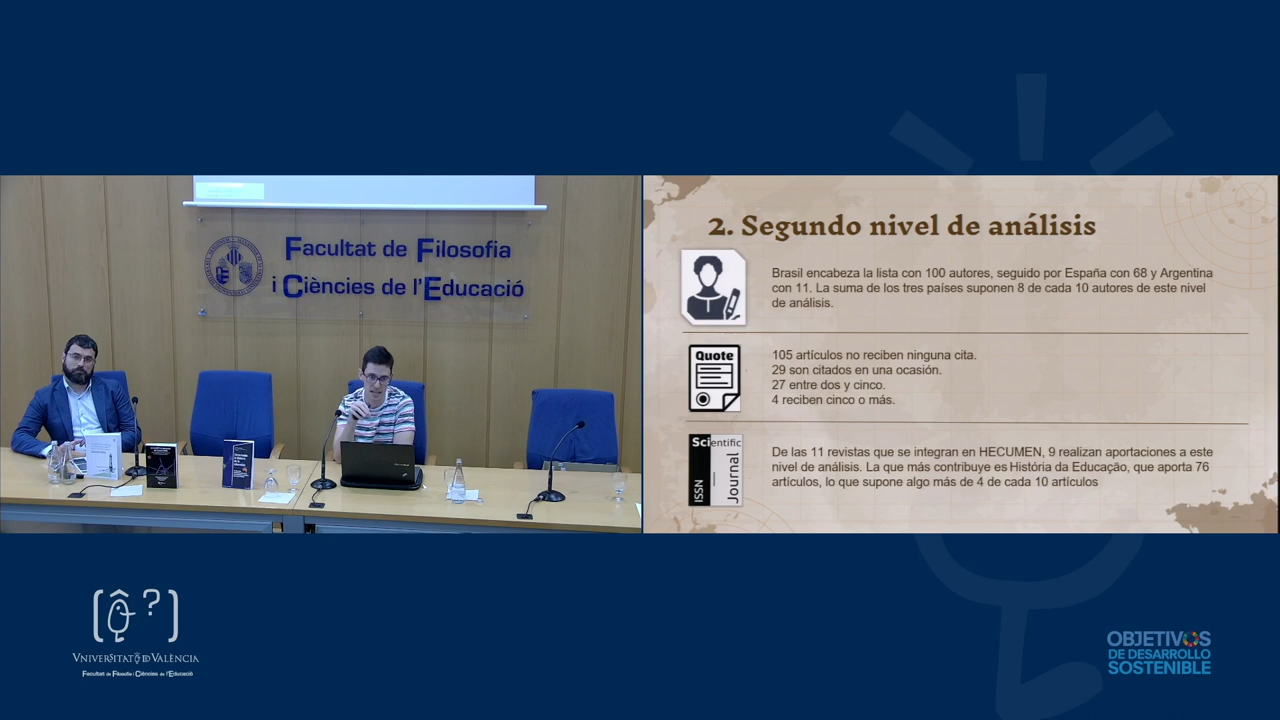 Facultat de Filosofia
i Ciències de l'Educació
2. Segundo nivel de análisis
Brasil encabeza la lista con 100 autores, seguido por España con 68 y Argentina
con 11. La suma de los tres países suponen 8 de cada 10 autores de este nivel
de análisis.
Quote
105 artículos no reciben ninguna cita.
29 son citados en una ocasión.
27 entre dos y cinco.
4 reciben cinco o más.
Scientific
Journal
ISSN
De las 11 revistas que se integran en HECUMEN, 9 realizan aportaciones a este
nivel de análisis. La que más contribuye es História da Educação, que aporta 76
artículos, lo que supone algo más de 4 de cada 10 artículos
VNIVERSITAT ID VALÈNCIA
Facultat de Filosofia i Ciències de l'Educació
OBJETIVOS
DE DESARROLLO
SOSTENIBLE